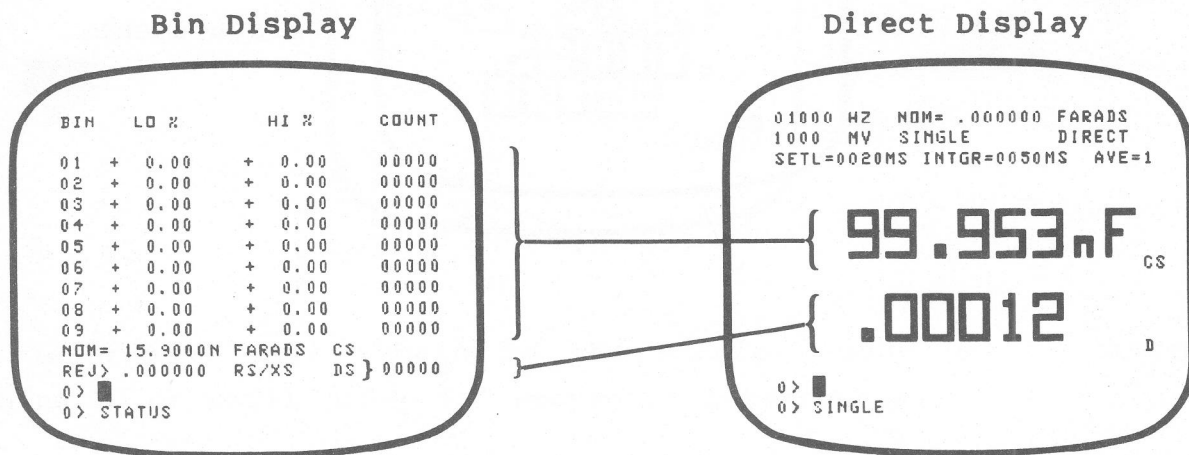 Bin Display
BIN LO % HI % COUNT
01 + 0.00 + 0.00 00000
02 + 0.00 + 0.00 00000
03 + 0.00 + 0.00 00000
04 + 0.00 + 0.00 00000
05 + 0.00 + 0.00 00000
06 + 0.00 + 0.00 00000
07 + 0.00 + 0.00 00000
08 + 0.00 + 0.00 00000
09 + 0.00 + 0.00 00000
NOM= 15.9000N FARADS CS
REJ> .000000 RS/XS DS } 00000
0>
0> STATUS
Direct Display
01000 HZ NOM= .000000 FARADS
1000 MV SINGLE DIRECT
SETL=0020MS INTGR=0050MS AVE=1
99.953nF CS
.00012 D
0>
0> SINGLE